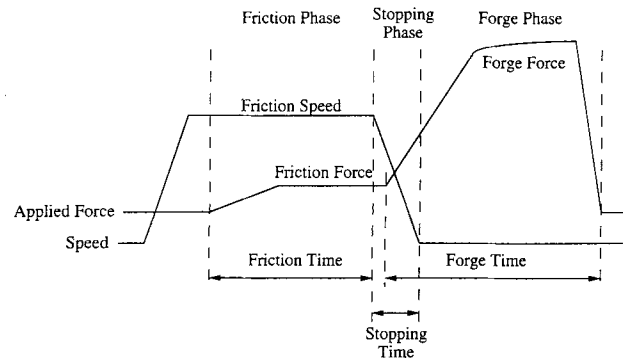 Friction Phase
Stopping
Phase
Forge Phase
Forge Force
Friction Speed
Friction Force
Applied Force
Speed
Friction Time
Forge Time
Stopping
Time